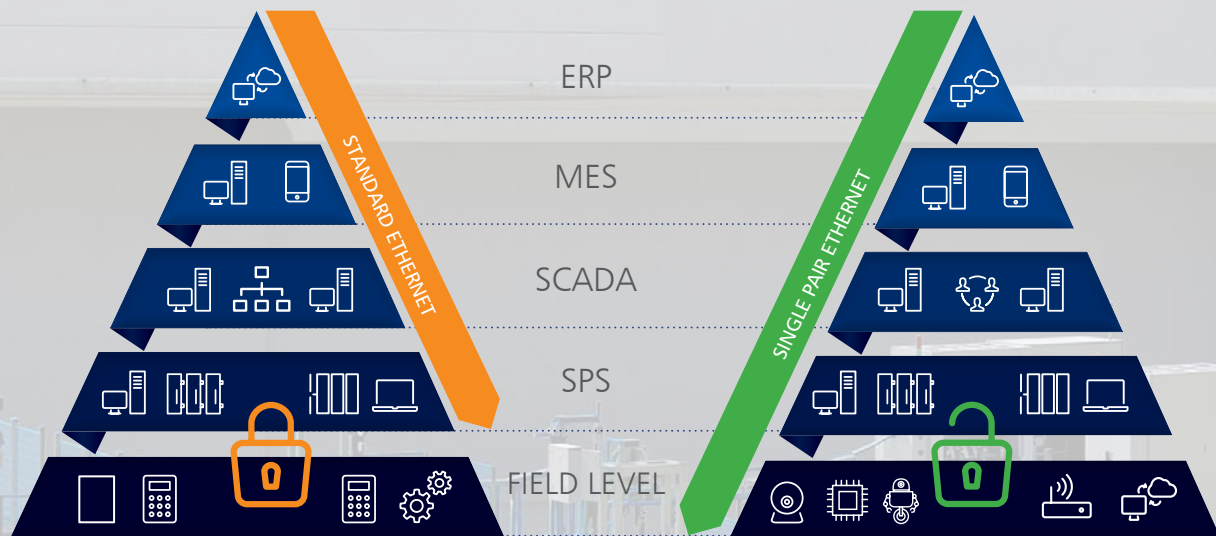 ERP
STANDARD ETHERNET
MES
SINGLE PAIR ETHERNET
SCADA
SPS
FIELD LEVEL